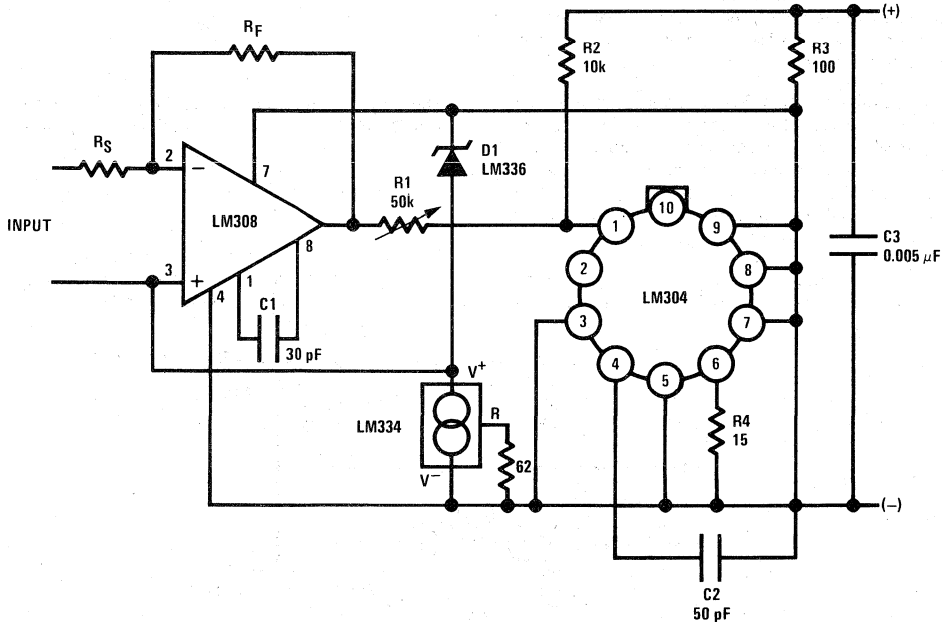 (+)
R_F
R2
10k
R3
100
R_S
2
−
7
D1
LM336
R1
50k
INPUT
LM308
8
3
+
1
4
C1
30 pF
10
1
9
2
8
LM304
3
7
4
5
6
C3
0.005 μF
V⁺
LM334
R
62
V⁻
R4
15
(−)
C2
50 pF